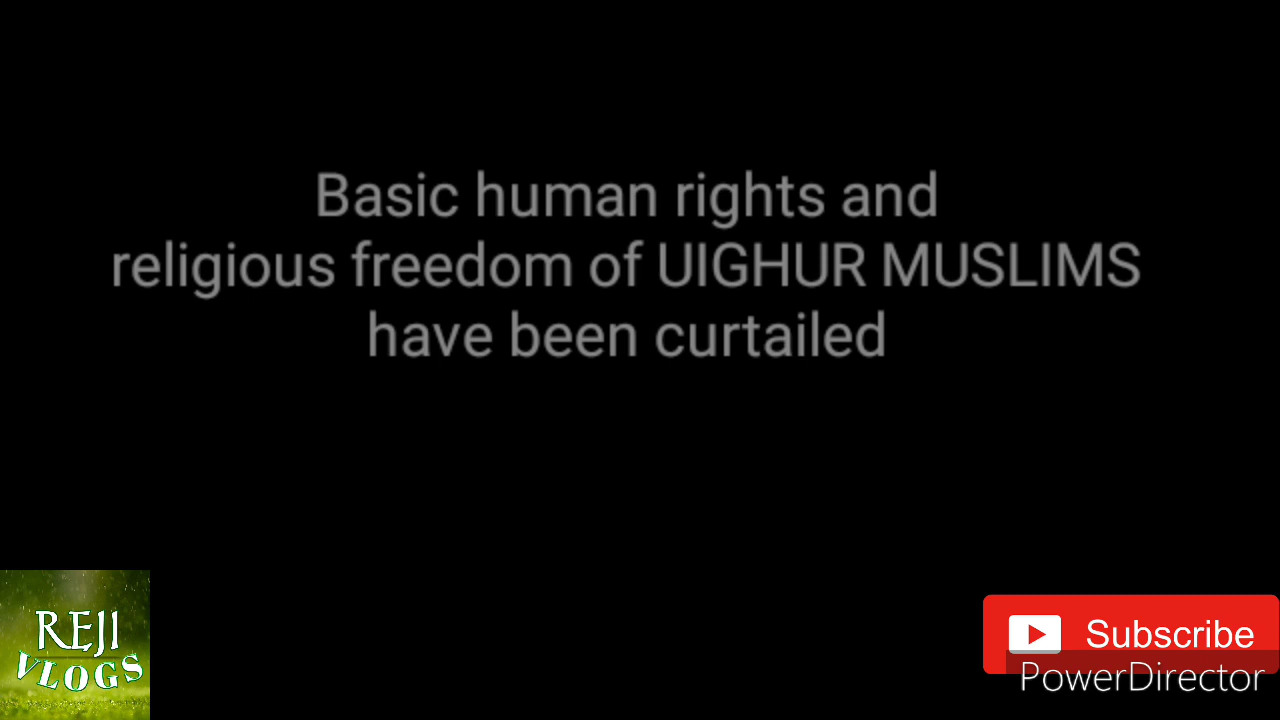 Basic human rights and
religious freedom of UIGHUR MUSLIMS
have been curtailed
REJI
VLOGS
Subscribe
PowerDirector